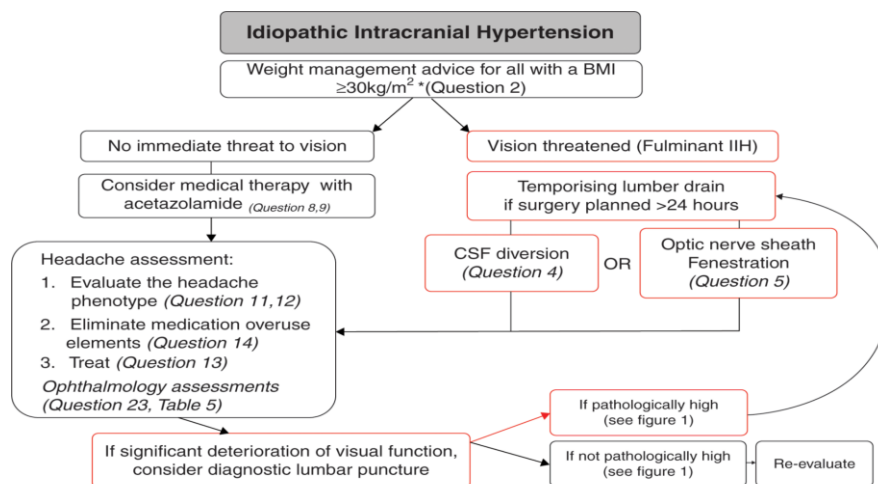 Idiopathic Intracranial Hypertension
Weight management advice for all with a BMI
≥30kg/m² *(Question 2)
No immediate threat to vision
Vision threatened (Fulminant IIH)
Consider medical therapy with
acetazolamide (Question 8,9)
Temporising lumber drain
if surgery planned >24 hours
CSF diversion
(Question 4)
OR
Optic nerve sheath
Fenestration
(Question 5)
Headache assessment:
1. Evaluate the headache
phenotype (Question 11,12)
2. Eliminate medication overuse
elements (Question 14)
3. Treat (Question 13)
Ophthalmology assessments
(Question 23, Table 5)
If significant deterioration of visual function,
consider diagnostic lumbar puncture
If pathologically high
(see figure 1)
If not pathologically high
(see figure 1)
Re-evaluate